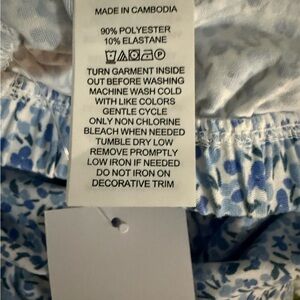 MADE IN CAMBODIA
90% POLYESTER
10% ELASTANE
TURN GARMENT INSIDE
OUT BEFORE WASHING
MACHINE WASH COLD
WITH LIKE COLORS
GENTLE CYCLE
ONLY NON CHLORINE
BLEACH WHEN NEEDED
TUMBLE DRY LOW
REMOVE PROMPTLY
LOW IRON IF NEEDED
DO NOT IRON ON
DECORATIVE TRIM